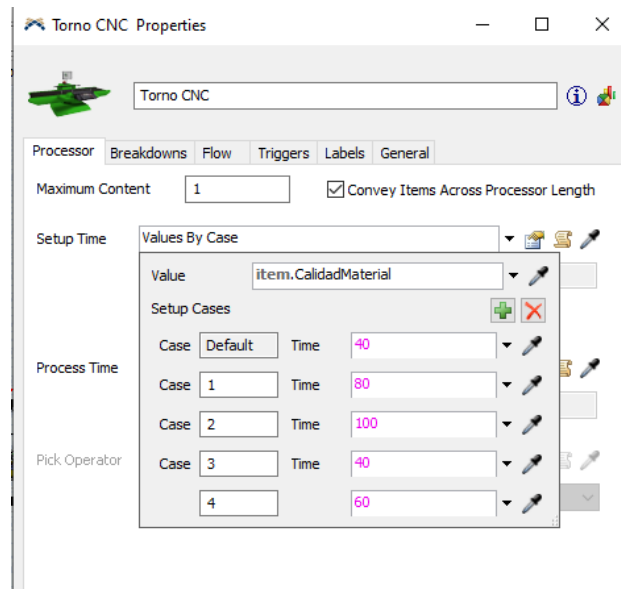 Torno CNC Properties
Torno CNC
Processor Breakdowns Flow Triggers Labels General
Maximum Content 1 Convey Items Across Processor Length
Setup Time Values By Case
Value item.CalidadMaterial
Setup Cases
Case Default Time 40
Process Time
Case 1 Time 80
Case 2 Time 100
Pick Operator
Case 3 Time 40
4 60